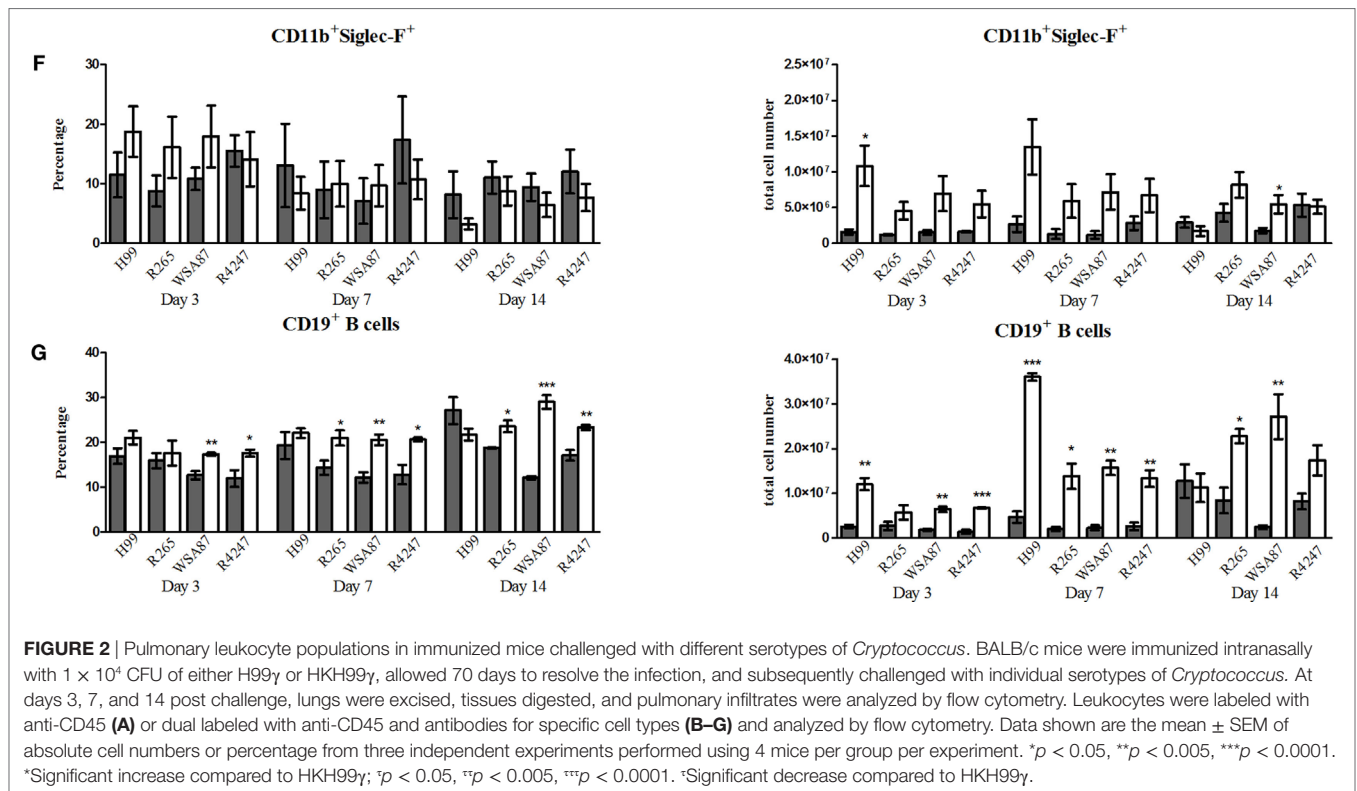 F
CD11b⁺Siglec-F⁺
Percentage
30
20
10
0
H99 R265 WSA87 R4247 H99 R265 WSA87 R4247 H99 R265 WSA87 R4247
Day 3 Day 7 Day 14
CD11b⁺Siglec-F⁺
total cell number
2.5×10⁷
2.0×10⁷
1.5×10⁷
1.0×10⁷
5.0×10⁶
0
* *
H99 R265 WSA87 R4247 H99 R265 WSA87 R4247 H99 R265 WSA87 R4247
Day 3 Day 7 Day 14
G
CD19⁺ B cells
Percentage
40
30
20
10
0
** * * ** * * *** **
H99 R265 WSA87 R4247 H99 R265 WSA87 R4247 H99 R265 WSA87 R4247
Day 3 Day 7 Day 14
CD19⁺ B cells
total cell number
4.0×10⁷
3.0×10⁷
2.0×10⁷
1.0×10⁷
0
** ** *** *** * ** ** * **
H99 R265 WSA87 R4247 H99 R265 WSA87 R4247 H99 R265 WSA87 R4247
Day 3 Day 7 Day 14
FIGURE 2 | Pulmonary leukocyte populations in immunized mice challenged with different serotypes of Cryptococcus. BALB/c mice were immunized intranasally
with 1 × 10⁴ CFU of either H99γ or HKH99γ, allowed 70 days to resolve the infection, and subsequently challenged with individual serotypes of Cryptococcus. At
days 3, 7, and 14 post challenge, lungs were excised, tissues digested, and pulmonary infiltrates were analyzed by flow cytometry. Leukocytes were labeled with
anti-CD45 (A) or dual labeled with anti-CD45 and antibodies for specific cell types (B–G) and analyzed by flow cytometry. Data shown are the mean ± SEM of
absolute cell numbers or percentage from three independent experiments performed using 4 mice per group per experiment. *p < 0.05, **p < 0.005, ***p < 0.0001.
*Significant increase compared to HKH99γ; ᵗp < 0.05, ᵗᵗp < 0.005, ᵗᵗᵗp < 0.0001. ᵗSignificant decrease compared to HKH99γ.